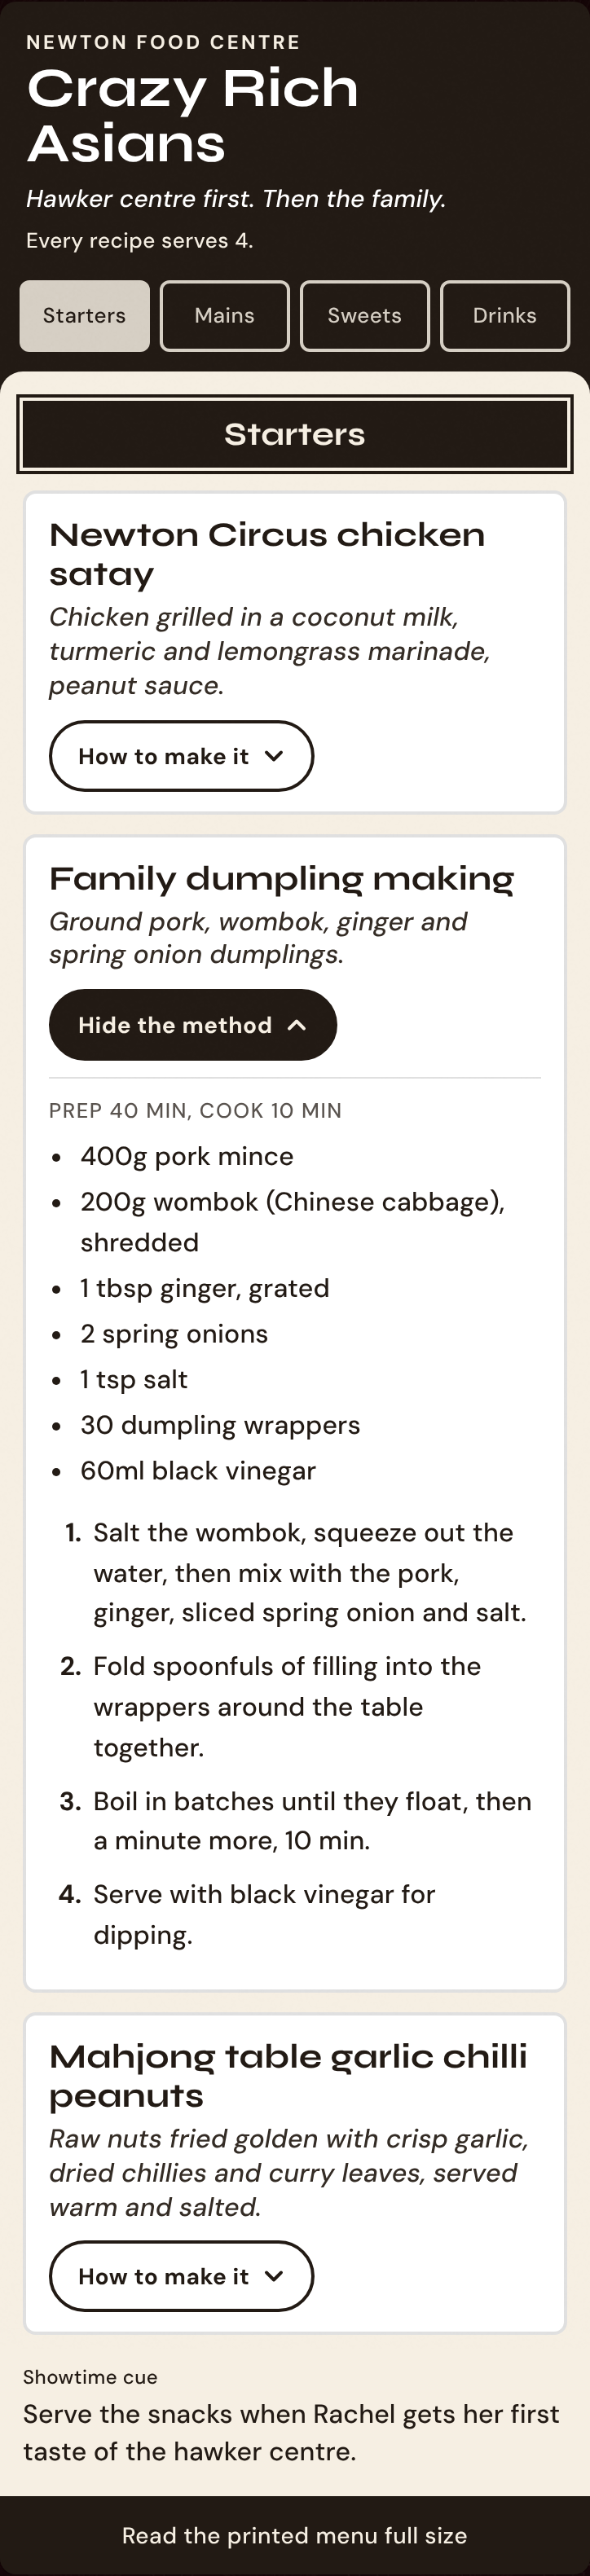 NEWTON FOOD CENTRE
Crazy Rich
Asians
Hawker centre first. Then the family.
Every recipe serves 4.
Starters
Mains
Sweets
Drinks
Starters
Newton Circus chicken
satay
Chicken grilled in a coconut milk,
turmeric and lemongrass marinade,
peanut sauce.
How to make it
Family dumpling making
Ground pork, wombok, ginger and
spring onion dumplings.
Hide the method
PREP 40 MIN, COOK 10 MIN
• 400g pork mince
• 200g wombok (Chinese cabbage),
shredded
• 1 tbsp ginger, grated
• 2 spring onions
• 1 tsp salt
• 30 dumpling wrappers
• 60ml black vinegar
1. Salt the wombok, squeeze out the
water, then mix with the pork,
ginger, sliced spring onion and salt.
2. Fold spoonfuls of filling into the
wrappers around the table
together.
3. Boil in batches until they float, then
a minute more, 10 min.
4. Serve with black vinegar for
dipping.
Mahjong table garlic chilli
peanuts
Raw nuts fried golden with crisp garlic,
dried chillies and curry leaves, served
warm and salted.
How to make it
Showtime cue
Serve the snacks when Rachel gets her first
taste of the hawker centre.
Read the printed menu full size